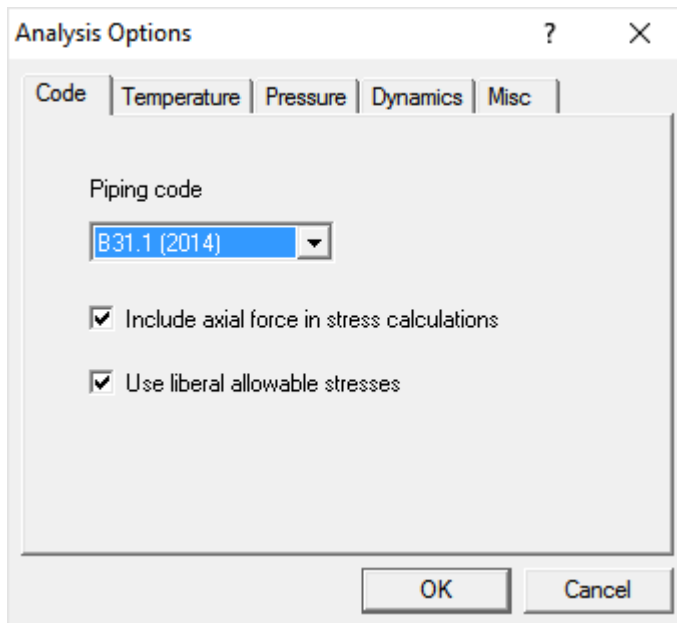 Analysis Options ?
Code Temperature Pressure Dynamics Misc
Piping code
B31.1 (2014)
Include axial force in stress calculations
Use liberal allowable stresses
OK Cancel